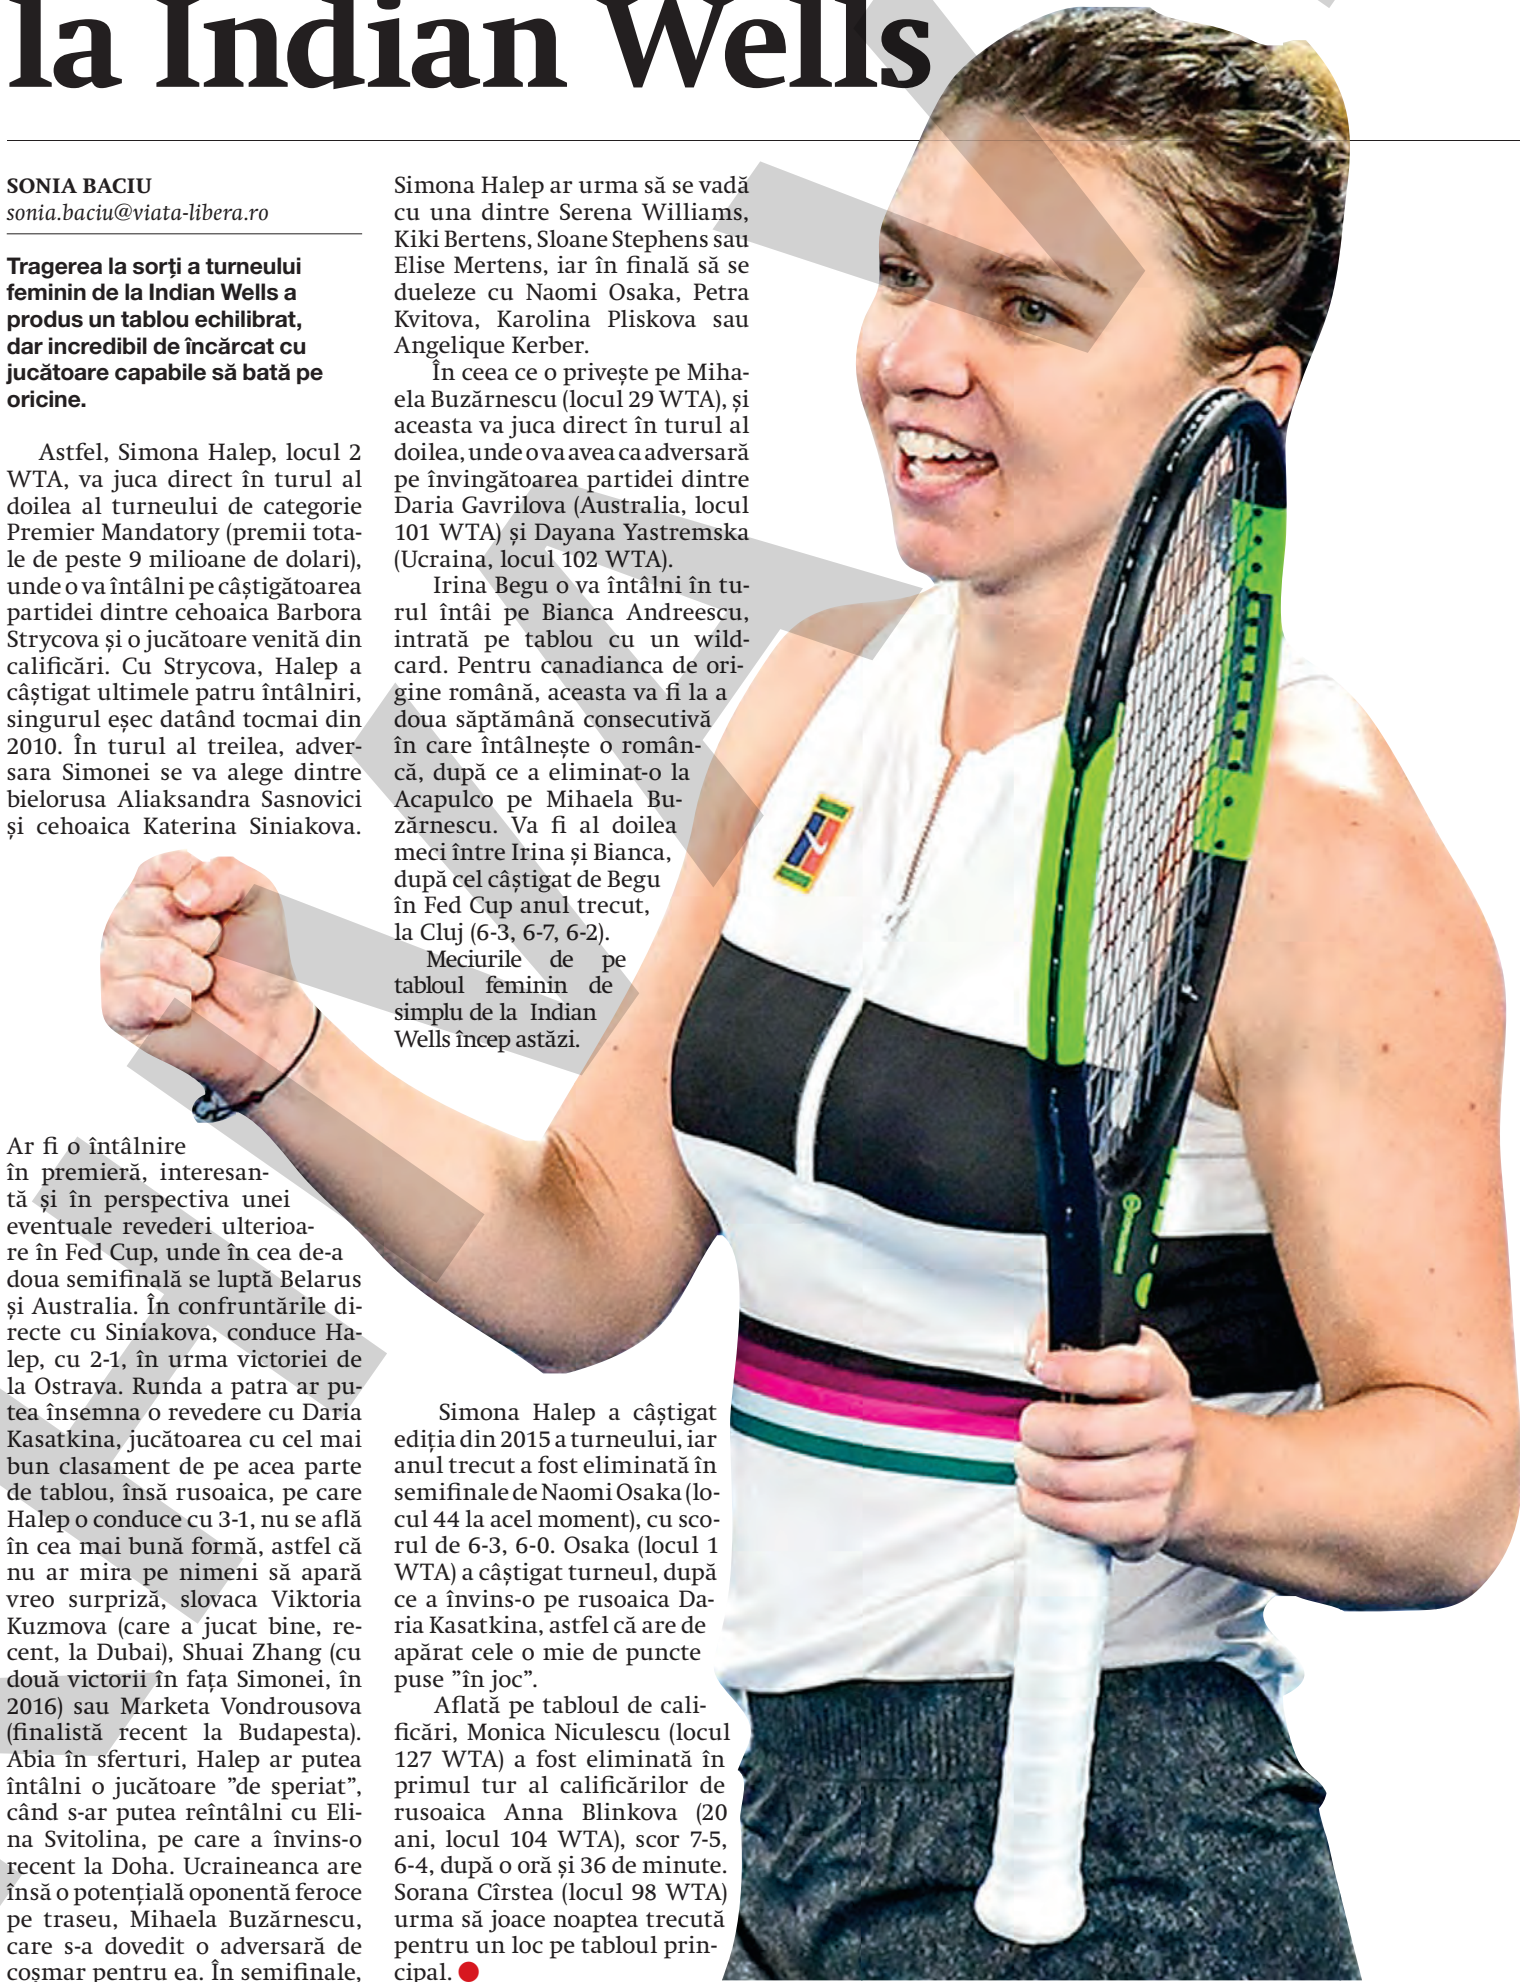 la Indian Wells
SONIA BACIU
sonia.baciu@viata-libera.ro
Tragerea la sorți a turneului
feminin de la Indian Wells a
produs un tablou echilibrat,
dar incredibil de încărcat cu
jucătoare capabile să bată pe
oricine.
Astfel, Simona Halep, locul 2
WTA, va juca direct în turul al
doilea al turneului de categorie
Premier Mandatory (premii tota-
le de peste 9 milioane de dolari),
unde o va întâlni pe câștigătoarea
partidei dintre cehoaica Barbora
Strycova și o jucătoare venită din
calificări. Cu Strycova, Halep a
câștigat ultimele patru întâlniri,
singurul eșec datând tocmai din
2010. În turul al treilea, adver-
sara Simonei se va alege dintre
bielorusa Aliaksandra Sasnovici
și cehoaica Katerina Siniakova.
Ar fi o întâlnire
în premieră, interesan-
tă și în perspectiva unei
eventuale revederi ulterioa-
re în Fed Cup, unde în cea de-a
doua semifinală se luptă Belarus
și Australia. În confruntările di-
recte cu Siniakova, conduce Ha-
lep, cu 2-1, în urma victoriei de
la Ostrava. Runda a patra ar pu-
tea însemna o revedere cu Daria
Kasatkina, jucătoarea cu cel mai
bun clasament de pe acea parte
de tablou, însă rusoaica, pe care
Halep o conduce cu 3-1, nu se află
în cea mai bună formă, astfel că
nu ar mira pe nimeni să apară
vreo surpriză, slovaca Viktoria
Kuzmova (care a jucat bine, re-
cent, la Dubai), Shuai Zhang (cu
două victorii în fața Simonei, în
2016) sau Marketa Vondrousova
(finalistă recent la Budapesta).
Abia în sferturi, Halep ar putea
întâlni o jucătoare ”de speriat”,
când s-ar putea reîntâlni cu Eli-
na Svitolina, pe care a învins-o
recent la Doha. Ucraineanca are
însă o potențială oponentă feroce
pe traseu, Mihaela Buzărnescu,
care s-a dovedit o adversară de
coșmar pentru ea. În semifinale,
Simona Halep ar urma să se vadă
cu una dintre Serena Williams,
Kiki Bertens, Sloane Stephens sau
Elise Mertens, iar în finală să se
dueleze cu Naomi Osaka, Petra
Kvitova, Karolina Pliskova sau
Angelique Kerber.
În ceea ce o privește pe Miha-
ela Buzărnescu (locul 29 WTA), și
aceasta va juca direct în turul al
doilea, unde o va avea ca adversară
pe învingătoarea partidei dintre
Daria Gavrilova (Australia, locul
101 WTA) și Dayana Yastremska
(Ucraina, locul 102 WTA).
Irina Begu o va întâlni în tu-
rul întâi pe Bianca Andreescu,
intrată pe tablou cu un wild-
card. Pentru canadianca de ori-
gine română, aceasta va fi la a
doua săptămână consecutivă
în care întâlnește o român-
că, după ce a eliminat-o la
Acapulco pe Mihaela Bu-
zărnescu. Va fi al doilea
meci între Irina și Bianca,
după cel câștigat de Begu
în Fed Cup anul trecut,
la Cluj (6-3, 6-7, 6-2).
Meciurile de pe
tabloul feminin de
simplu de la Indian
Wells încep astăzi.
Simona Halep a câștigat
ediția din 2015 a turneului, iar
anul trecut a fost eliminată în
semifinale de Naomi Osaka (lo-
cul 44 la acel moment), cu sco-
rul de 6-3, 6-0. Osaka (locul 1
WTA) a câștigat turneul, după
ce a învins-o pe rusoaica Da-
ria Kasatkina, astfel că are de
apărat cele o mie de puncte
puse ”în joc”.
Aflată pe tabloul de cali-
ficări, Monica Niculescu (locul
127 WTA) a fost eliminată în
primul tur al calificărilor de
rusoaica Anna Blinkova (20
ani, locul 104 WTA), scor 7-5,
6-4, după o oră și 36 de minute.
Sorana Cîrstea (locul 98 WTA)
urma să joace noaptea trecută
pentru un loc pe tabloul prin-
cipal.